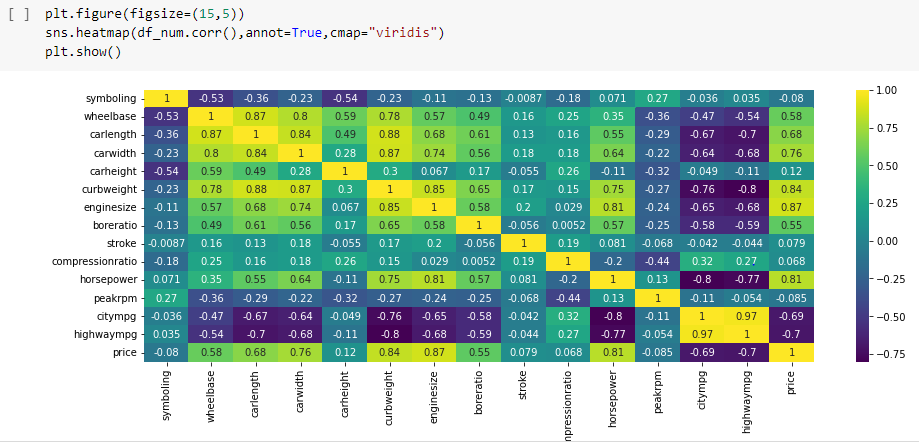 [ ] plt.figure(figsize=(15,5))
sns.heatmap(df_num.corr(),annot=True,cmap="viridis")
plt.show()
symboling 1 -0.53 -0.36 -0.23 -0.54 -0.23 -0.11 -0.13 -0.0087 -0.18 0.071 0.27 -0.036 0.035 -0.08
wheelbase -0.53 1 0.87 0.8 0.59 0.78 0.57 0.49 0.16 0.25 0.35 -0.36 -0.47 -0.54 0.58
carlength -0.36 0.87 1 0.84 0.49 0.88 0.68 0.61 0.13 0.16 0.55 -0.29 -0.67 -0.7 0.68
carwidth -0.23 0.8 0.84 1 0.28 0.87 0.74 0.56 0.18 0.18 0.64 -0.22 -0.64 -0.68 0.76
carheight -0.54 0.59 0.49 0.28 1 0.3 0.067 0.17 -0.055 0.26 -0.11 -0.32 -0.049 -0.11 0.12
curbweight -0.23 0.78 0.88 0.87 0.3 1 0.85 0.65 0.17 0.15 0.75 -0.27 -0.76 -0.8 0.84
enginesize -0.11 0.57 0.68 0.74 0.067 0.85 1 0.58 0.2 0.029 0.81 -0.24 -0.65 -0.68 0.87
boreratio -0.13 0.49 0.61 0.56 0.17 0.65 0.58 1 -0.056 0.0052 0.57 -0.25 -0.58 -0.59 0.55
stroke -0.0087 0.16 0.13 0.18 -0.055 0.17 0.2 -0.056 1 0.19 0.081 -0.068 -0.042 -0.044 0.079
compressionratio -0.18 0.25 0.16 0.18 0.26 0.15 0.029 0.0052 0.19 1 -0.2 -0.44 0.32 0.27 0.068
horsepower 0.071 0.35 0.55 0.64 -0.11 0.75 0.81 0.57 0.081 -0.2 1 0.13 -0.8 -0.77 0.81
peakrpm 0.27 -0.36 -0.29 -0.22 -0.32 -0.27 -0.24 -0.25 -0.068 -0.44 0.13 1 -0.11 -0.054 -0.085
citympg -0.036 -0.47 -0.67 -0.64 -0.049 -0.76 -0.65 -0.58 -0.042 0.32 -0.8 -0.11 1 0.97 -0.69
highwaympg 0.035 -0.54 -0.7 -0.68 -0.11 -0.8 -0.68 -0.59 -0.044 0.27 -0.77 -0.054 0.97 1 -0.7
price -0.08 0.58 0.68 0.76 0.12 0.84 0.87 0.55 0.079 0.068 0.81 -0.085 -0.69 -0.7 1
symboling
wheelbase
carlength
carwidth
carheight
curbweight
enginesize
boreratio
stroke
mpressionratio
horsepower
peakrpm
citympg
highwaympg
price
1.00
0.75
0.50
0.25
0.00
-0.25
-0.50
-0.75